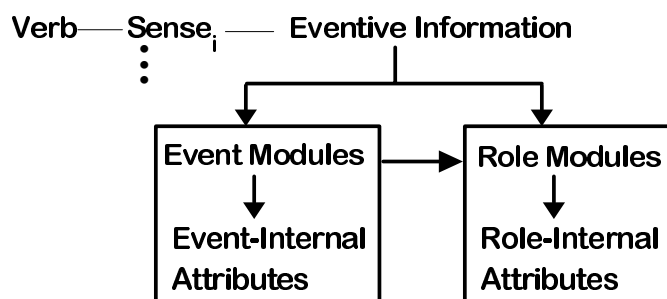 Verb Sense i Eventive Information
Event Modules
Role Modules
Event-Internal
Attributes
Role-Internal
Attributes